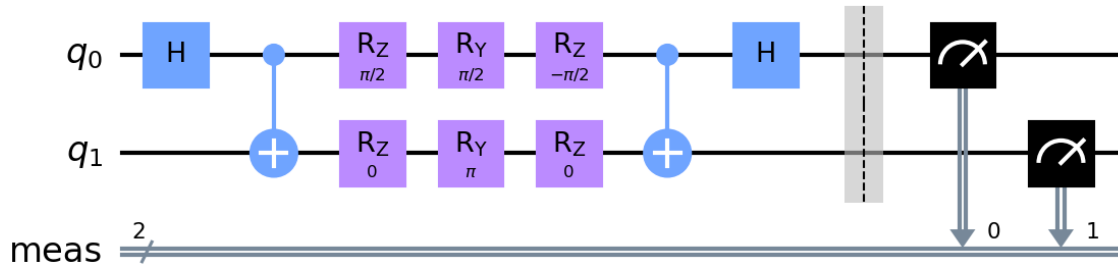 q0 H RZ π/2 RY π/2 RZ -π/2 H
q1 RZ 0 RY π RZ 0
meas 2 0 1